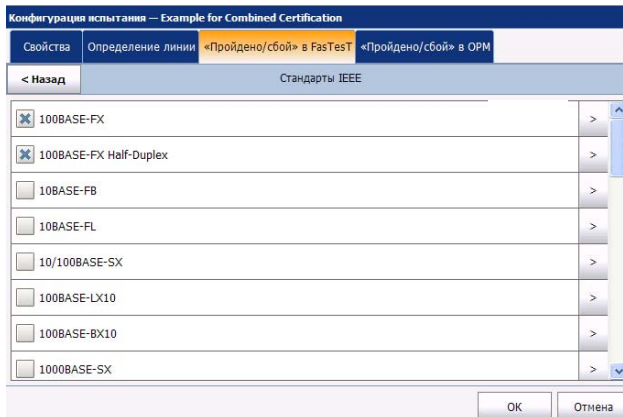 Конфигурация испытания — Example for Combined Certification
Свойства Определение линии «Пройдено/сбой» в FasTesT «Пройдено/сбой» в OPM
< Назад Стандарты IEEE
100BASE-FX >
100BASE-FX Half-Duplex >
10BASE-FB >
10BASE-FL >
10/100BASE-SX >
100BASE-LX10 >
100BASE-BX10 >
1000BASE-SX >
OK Отмена